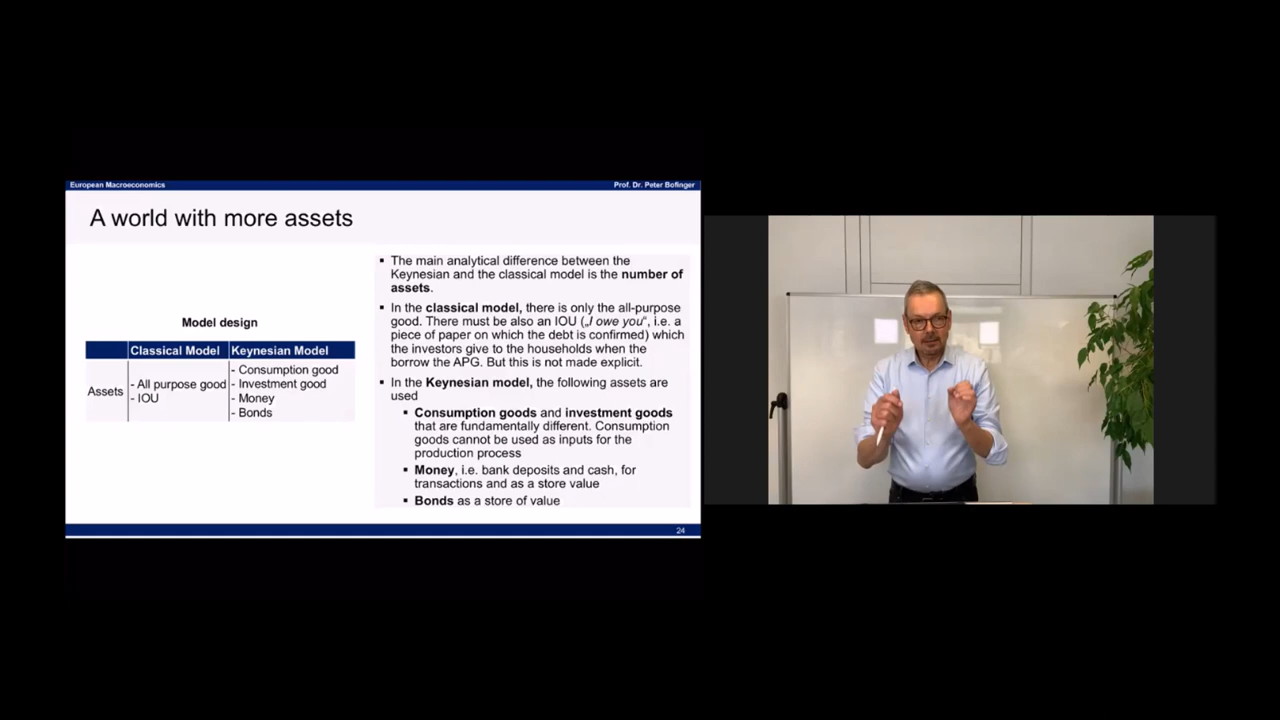 European Macroeconomics
Prof. Dr. Peter Bofinger
A world with more assets
Model design
Classical Model Keynesian Model
Assets
- All purpose good
- IOU
- Consumption good
- Investment good
- Money
- Bonds
▪ The main analytical difference between the
Keynesian and the classical model is the number of
assets.
▪ In the classical model, there is only the all-purpose
good. There must be also an IOU („I owe you“, i.e. a
piece of paper on which the debt is confirmed) which
the investors give to the households when the
borrow the APG. But this is not made explicit.
▪ In the Keynesian model, the following assets are
used
▪ Consumption goods and investment goods
that are fundamentally different. Consumption
goods cannot be used as inputs for the
production process
▪ Money, i.e. bank deposits and cash, for
transactions and as a store value
▪ Bonds as a store of value
24